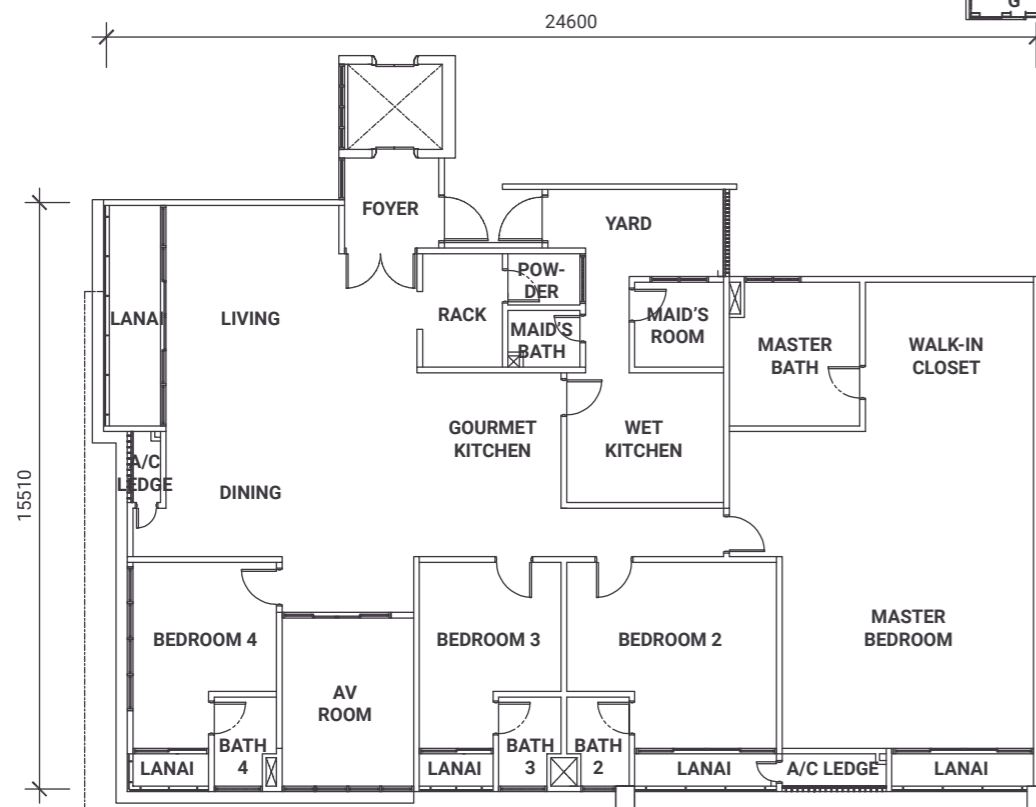 G
24600
FOYER
YARD
POW-
DER
LANAI
LIVING
RACK
MAID'S
ROOM
MAID'S
BATH
MASTER
BATH
WALK-IN
CLOSET
GOURMET
KITCHEN
WET
KITCHEN
A/C
LEDGE
DINING
15510
BEDROOM 4
BEDROOM 3
BEDROOM 2
MASTER
BEDROOM
AV
ROOM
BATH
4
BATH
3
BATH
2
LANAI
LANAI
LANAI
A/C LEDGE
LANAI